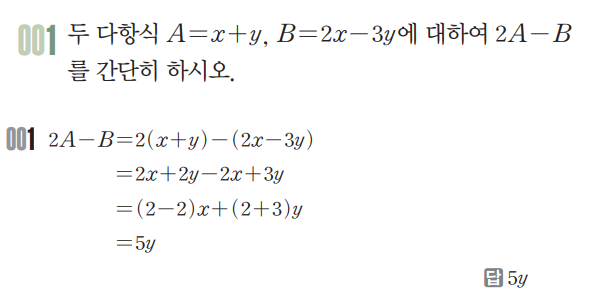 001 두 다항식 A=x+y, B=2x-3y에 대하여 2A-B
를 간단히 하시오.
001 2A-B=2(x+y)-(2x-3y)
=2x+2y-2x+3y
=(2-2)x+(2+3)y
=5y
답 5y